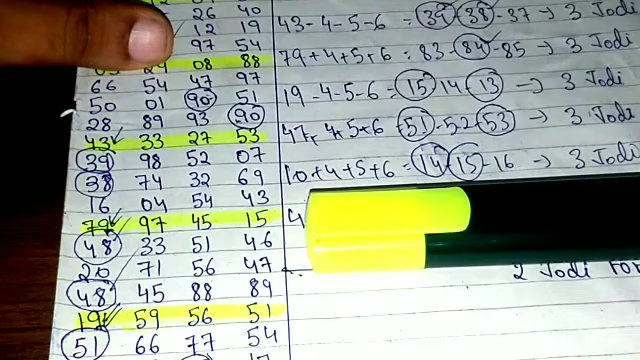 26 40
12 19
97 54
29 08 88
66 54 47 97
50 01 90 51
28 89 93 90
43 33 27 53
39 98 52 07
38 74 32 69
16 04 54 43
79 97 45 15
48 33 51 46
20 71 56 47
48 45 88 89
19 59 56 51
51 66 77 54
43-4-5-6 = 39 38-37 → 3 Jodi
79+4+5+6 = 83-84-85 → 3 Jodi
19-4-5-6 = 15 14-13 → 3 Jodi
47+4+5+6 = 51-52-53 → 3 Jodi
10+4+5+6 = 14 15-16 → 3 Jodi
2 Jodi For